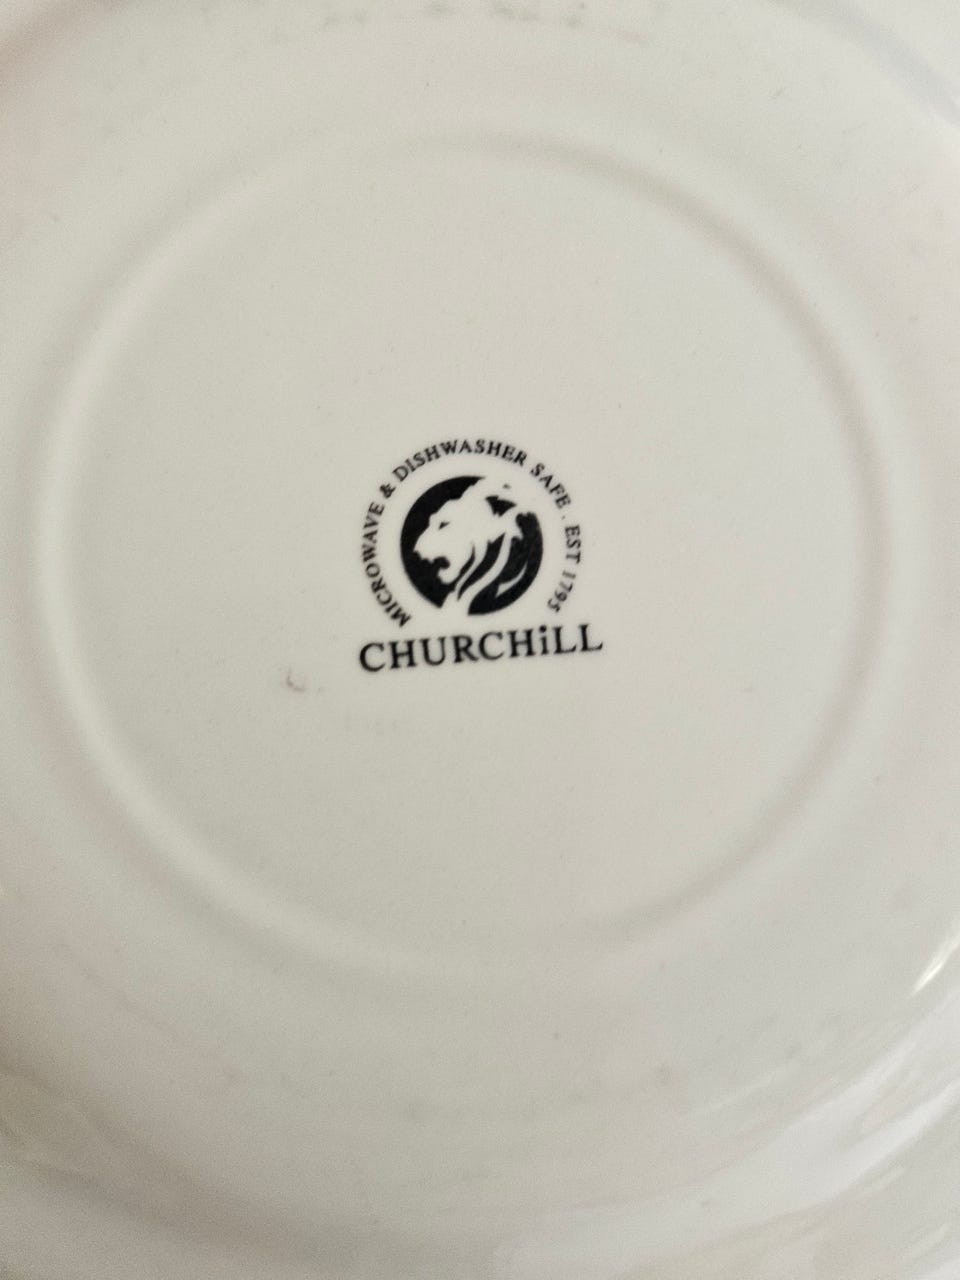 MICROWAVE & DISHWASHER SAFE . EST 1795
CHURCHiLL